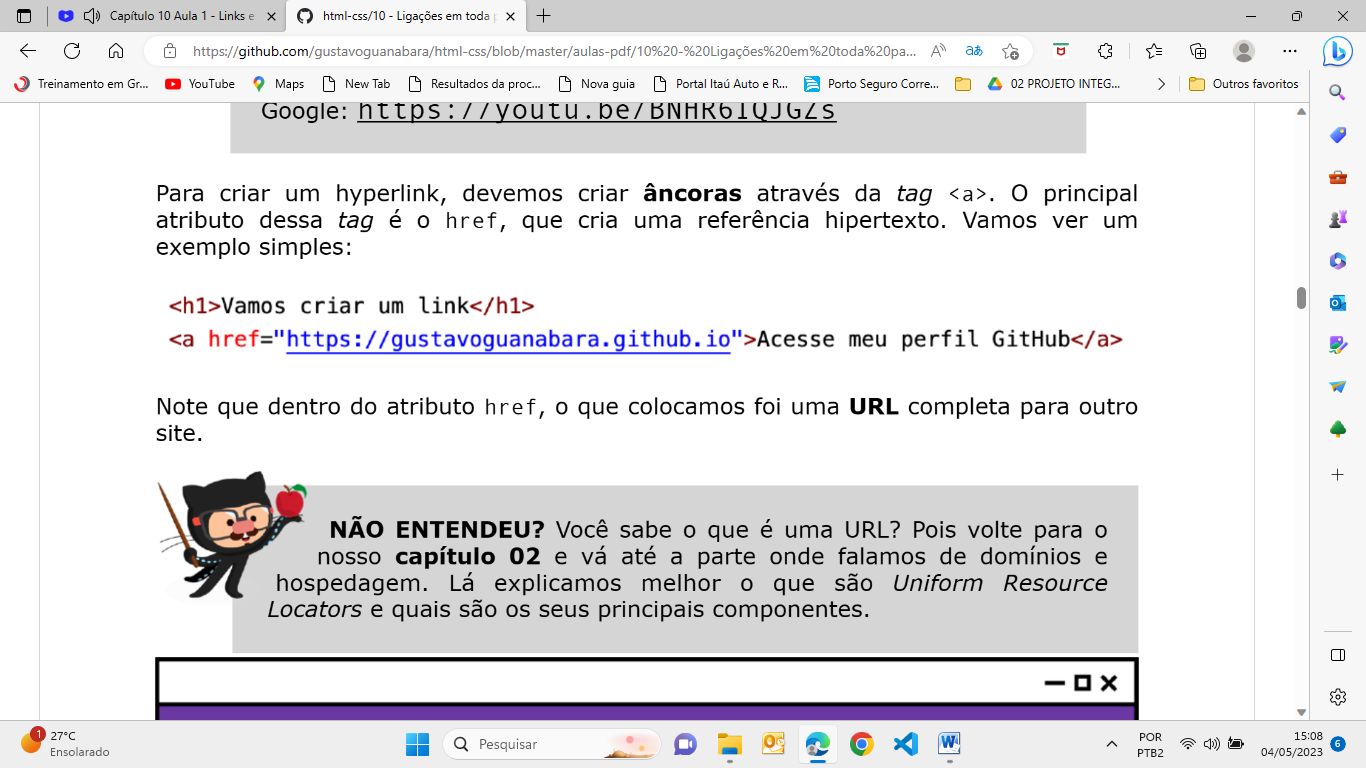 Capítulo 10 Aula 1 - Links e
html-css/10 - Ligações em toda p
https://github.com/gustavoguanabara/html-css/blob/master/aulas-pdf/10%20-%20Ligações%20em%20toda%20pa...
Treinamento em Gr...
YouTube
Maps
New Tab
Resultados da proc...
Nova guia
Portal Itaú Auto e R...
Porto Seguro Corre...
02 PROJETO INTEG...
Outros favoritos
Google: https://youtu.be/BNHR6IQJGZs
Para criar um hyperlink, devemos criar âncoras através da tag <a>. O principal
atributo dessa tag é o href, que cria uma referência hipertexto. Vamos ver um
exemplo simples:
<h1>Vamos criar um link</h1>
<a href="https://gustavoguanabara.github.io">Acesse meu perfil GitHub</a>
Note que dentro do atributo href, o que colocamos foi uma URL completa para outro
site.
NÃO ENTENDEU? Você sabe o que é uma URL? Pois volte para o
nosso capítulo 02 e vá até a parte onde falamos de domínios e
hospedagem. Lá explicamos melhor o que são Uniform Resource
Locators e quais são os seus principais componentes.
1
27°C
Ensolarado
Pesquisar
POR
PTB2
15:08
04/05/2023
6